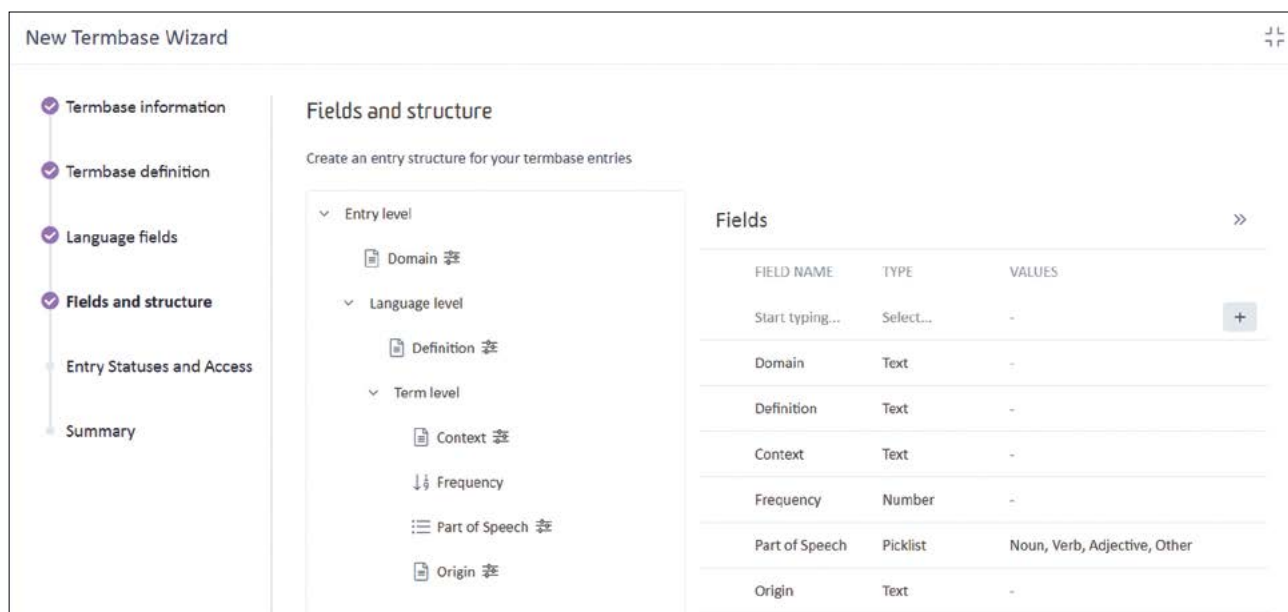 New Termbase Wizard
Termbase information
Termbase definition
Language fields
Fields and structure
Entry Statuses and Access
Summary
Fields and structure
Create an entry structure for your termbase entries
Entry level
Domain
Language level
Definition
Term level
Context
Frequency
Part of Speech
Origin
Fields
FIELD NAME TYPE VALUES
Start typing... Select... - +
Domain Text -
Definition Text -
Context Text -
Frequency Number -
Part of Speech Picklist Noun, Verb, Adjective, Other
Origin Text -